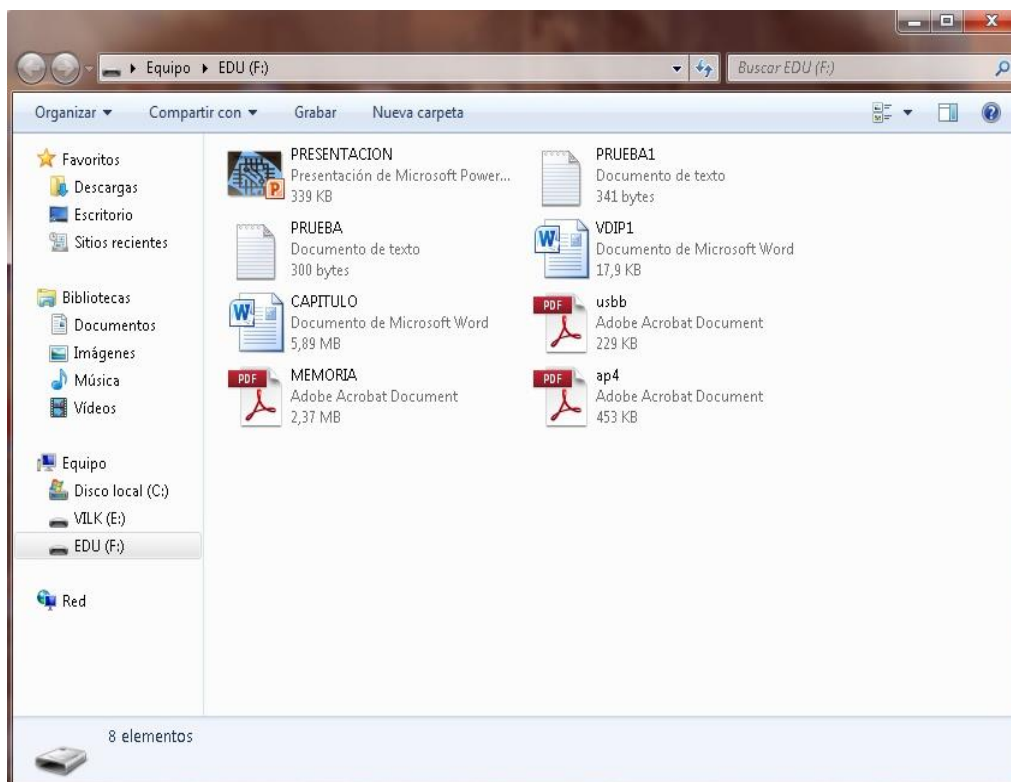 Equipo EDU (F:)
Buscar EDU (F:)
Organizar Compartir con Grabar Nueva carpeta
Favoritos
Descargas
Escritorio
Sitios recientes
Bibliotecas
Documentos
Imágenes
Música
Vídeos
Equipo
Disco local (C:)
VILK (E:)
EDU (F:)
Red
PRESENTACION
Presentación de Microsoft Power...
339 KB
PRUEBA1
Documento de texto
341 bytes
PRUEBA
Documento de texto
300 bytes
VDIP1
Documento de Microsoft Word
17,9 KB
CAPITULO
Documento de Microsoft Word
5,89 MB
usbb
Adobe Acrobat Document
229 KB
MEMORIA
Adobe Acrobat Document
2,37 MB
ap4
Adobe Acrobat Document
453 KB
8 elementos